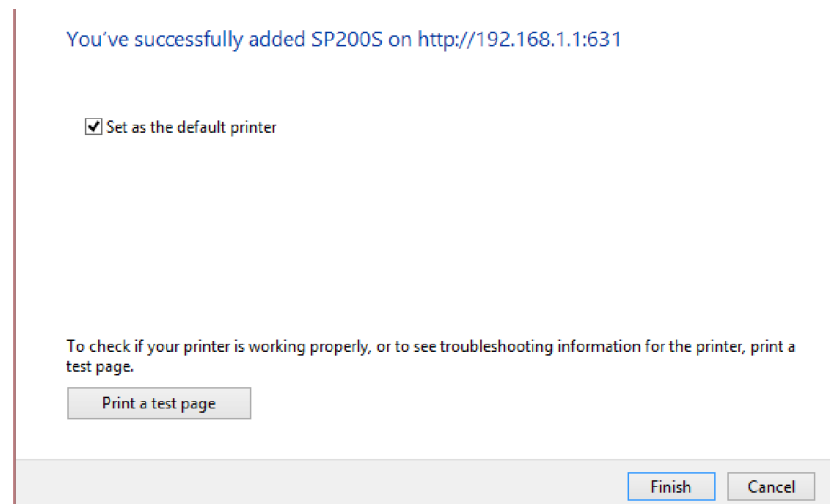 You've successfully added SP200S on http://192.168.1.1:631
Set as the default printer
To check if your printer is working properly, or to see troubleshooting information for the printer, print a
test page.
Print a test page
Finish
Cancel